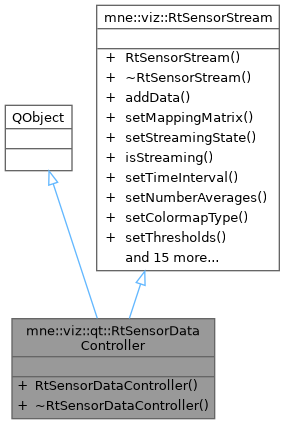 mne::viz::RtSensorStream
+ RtSensorStream()
+ ~RtSensorStream()
+ addData()
+ setMappingMatrix()
+ setStreamingState()
+ isStreaming()
+ setTimeInterval()
+ setNumberAverages()
+ setColormapType()
+ setThresholds()
and 15 more...
QObject
mne::viz::qt::RtSensorData
Controller
+ RtSensorDataController()
+ ~RtSensorDataController()